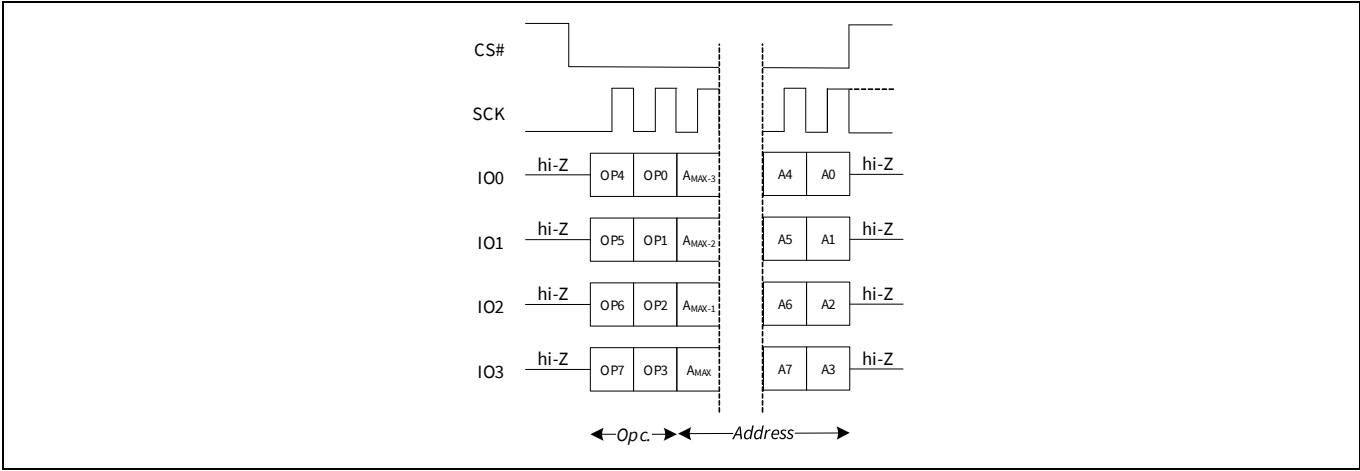 CS#
SCK
IO0 hi-Z OP4 OP0 AMAX-3 A4 A0 hi-Z
IO1 hi-Z OP5 OP1 AMAX-2 A5 A1 hi-Z
IO2 hi-Z OP6 OP2 AMAX-1 A6 A2 hi-Z
IO3 hi-Z OP7 OP3 AMAX A7 A3 hi-Z
Opc. Address